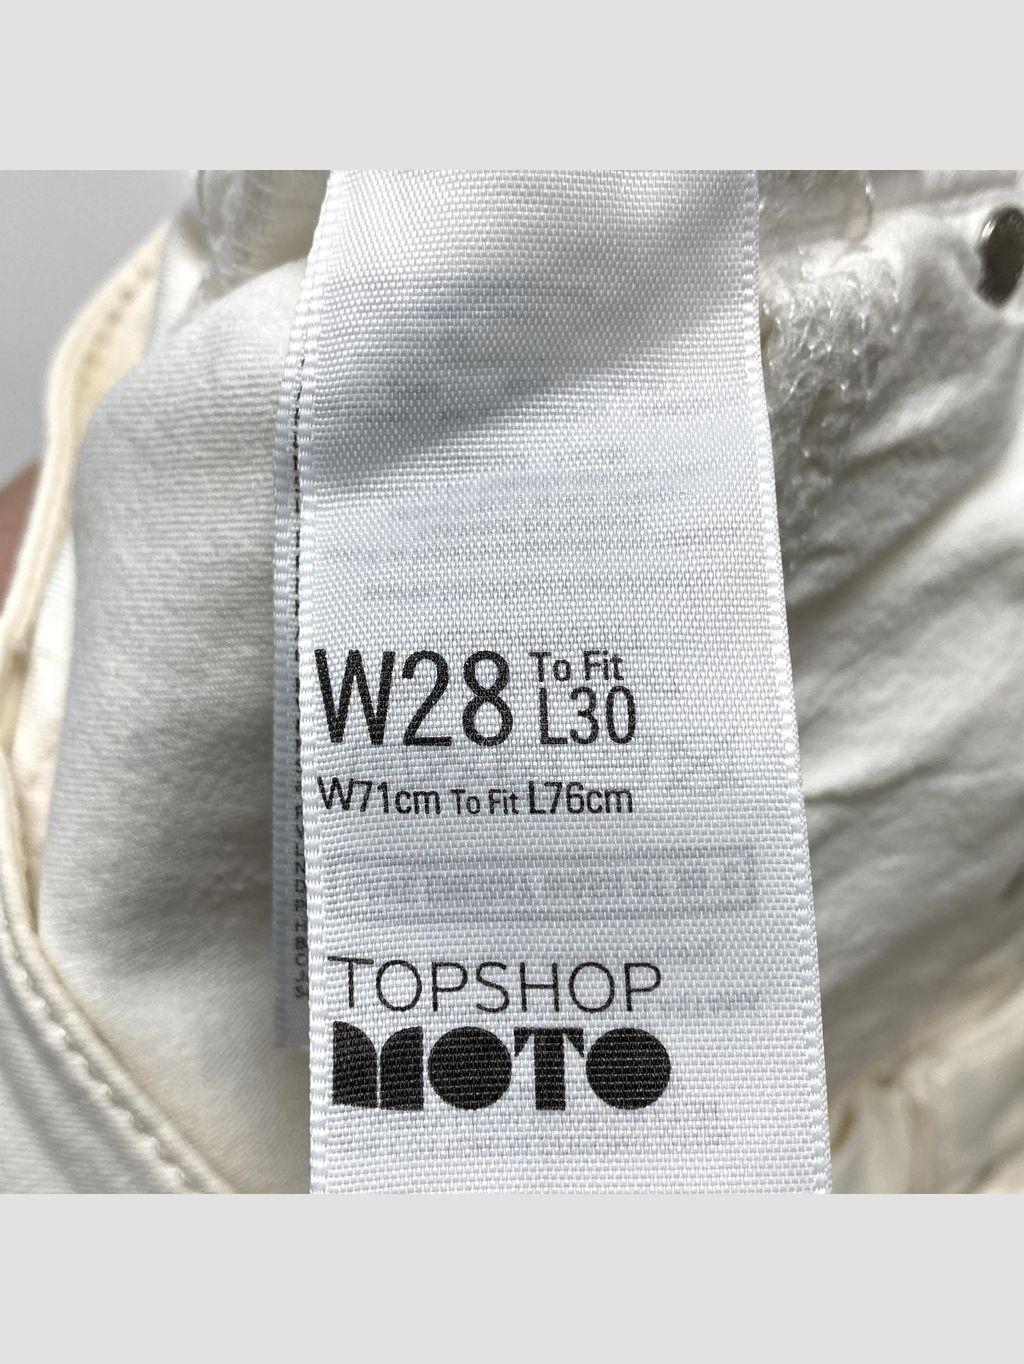 W28 To Fit L30
W71cm To Fit L76cm
TOPSHOP
MOTO